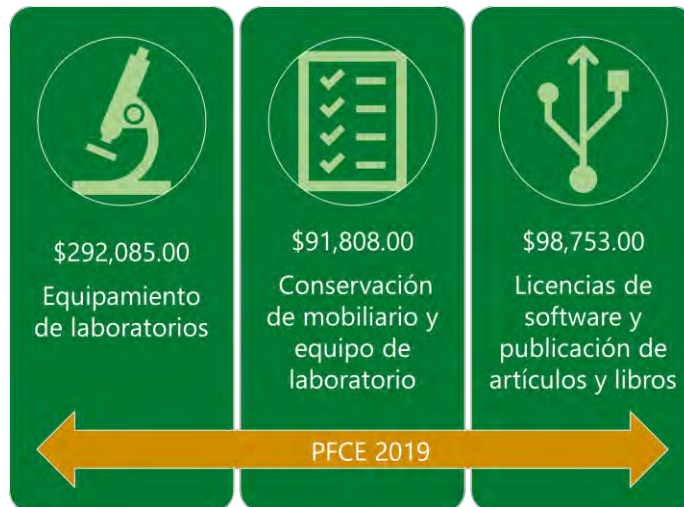 $292,085.00
Equipamiento
de laboratorios
$91,808.00
Conservación
de mobiliario y
equipo de
laboratorio
$98,753.00
Licencias de
software y
publicación de
artículos y libros
PFCE 2019